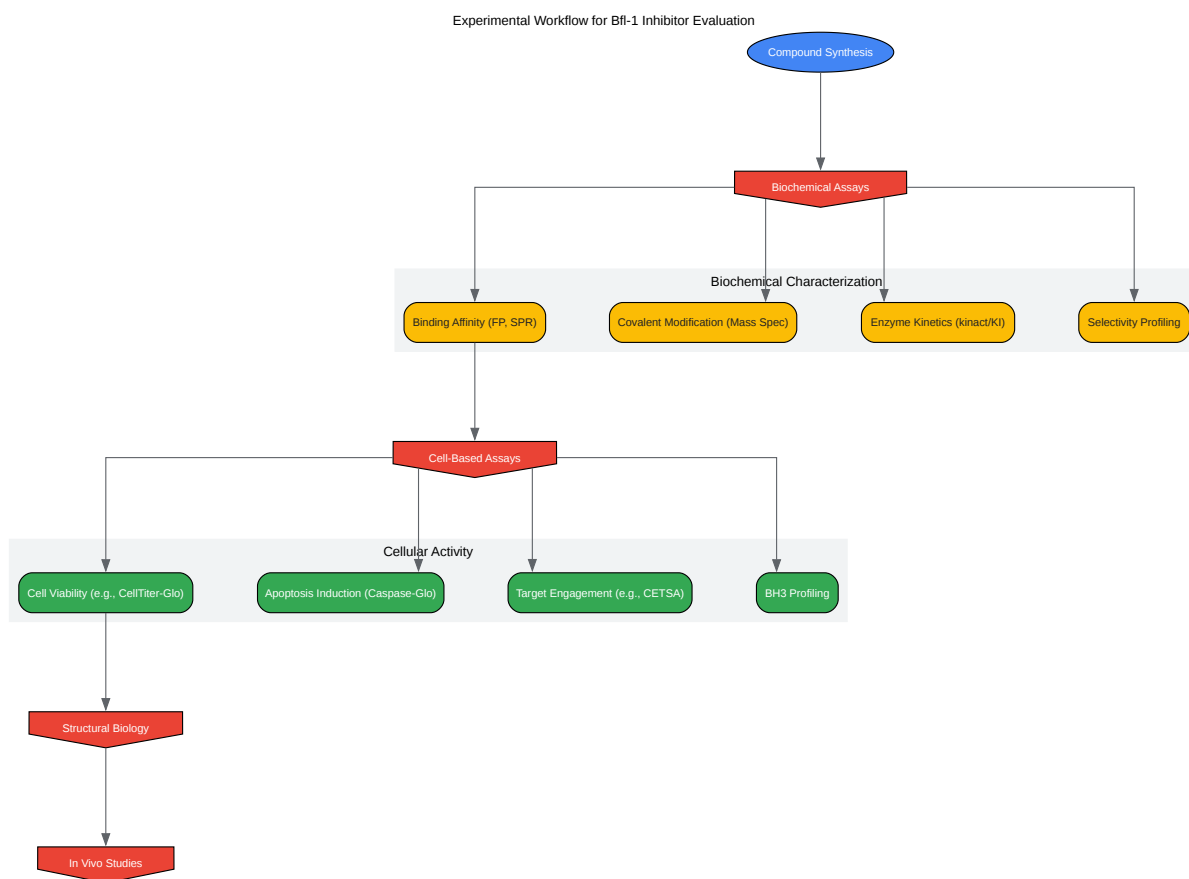 Experimental Workflow for Bfl-1 Inhibitor Evaluation
Compound Synthesis
Biochemical Assays
Biochemical Characterization
Binding Affinity (FP, SPR)
Covalent Modification (Mass Spec)
Enzyme Kinetics (kinact/KI)
Selectivity Profiling
Cell-Based Assays
Cellular Activity
Cell Viability (e.g., CellTiter-Glo)
Apoptosis Induction (Caspase-Glo)
Target Engagement (e.g., CETSA)
BH3 Profiling
Structural Biology
In Vivo Studies